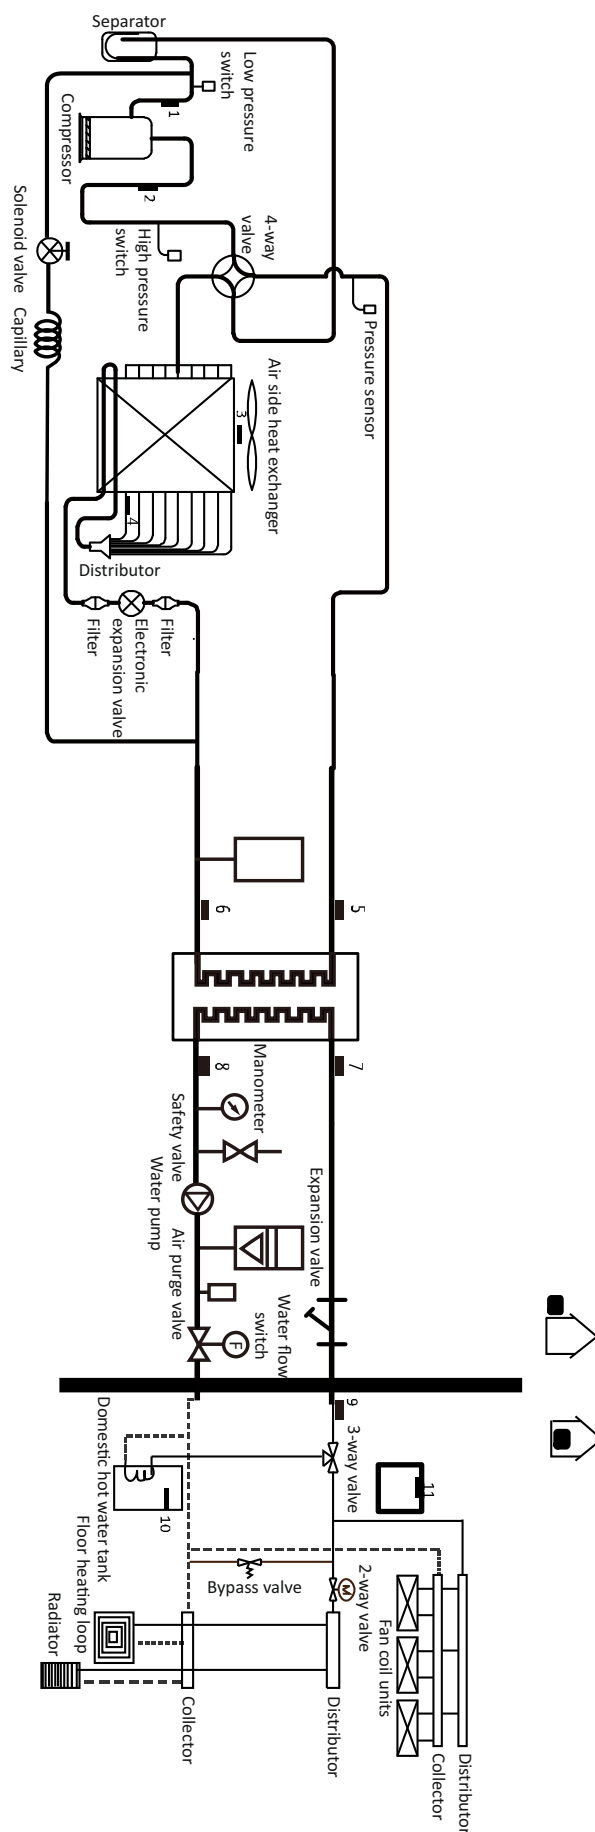 Separator
Low pressure
switch
1
Compressor
2
Solenoid valve
Capillary
High pressure
switch
4-way
valve
Pressure sensor
Air side heat exchanger
3
4
Distributor
Filter
Electronic
expansion valve
Filter
5
6
7
8
Manometer
Safety valve
Water pump
Expansion valve
Air purge valve
Water flow
switch
F
9
3-way valve
11
10
Domestic hot water tank
Floor heating loop
Radiator
Bypass valve
2-way valve
M
Fan coil units
Collector
Distributor
Collector
Distributor